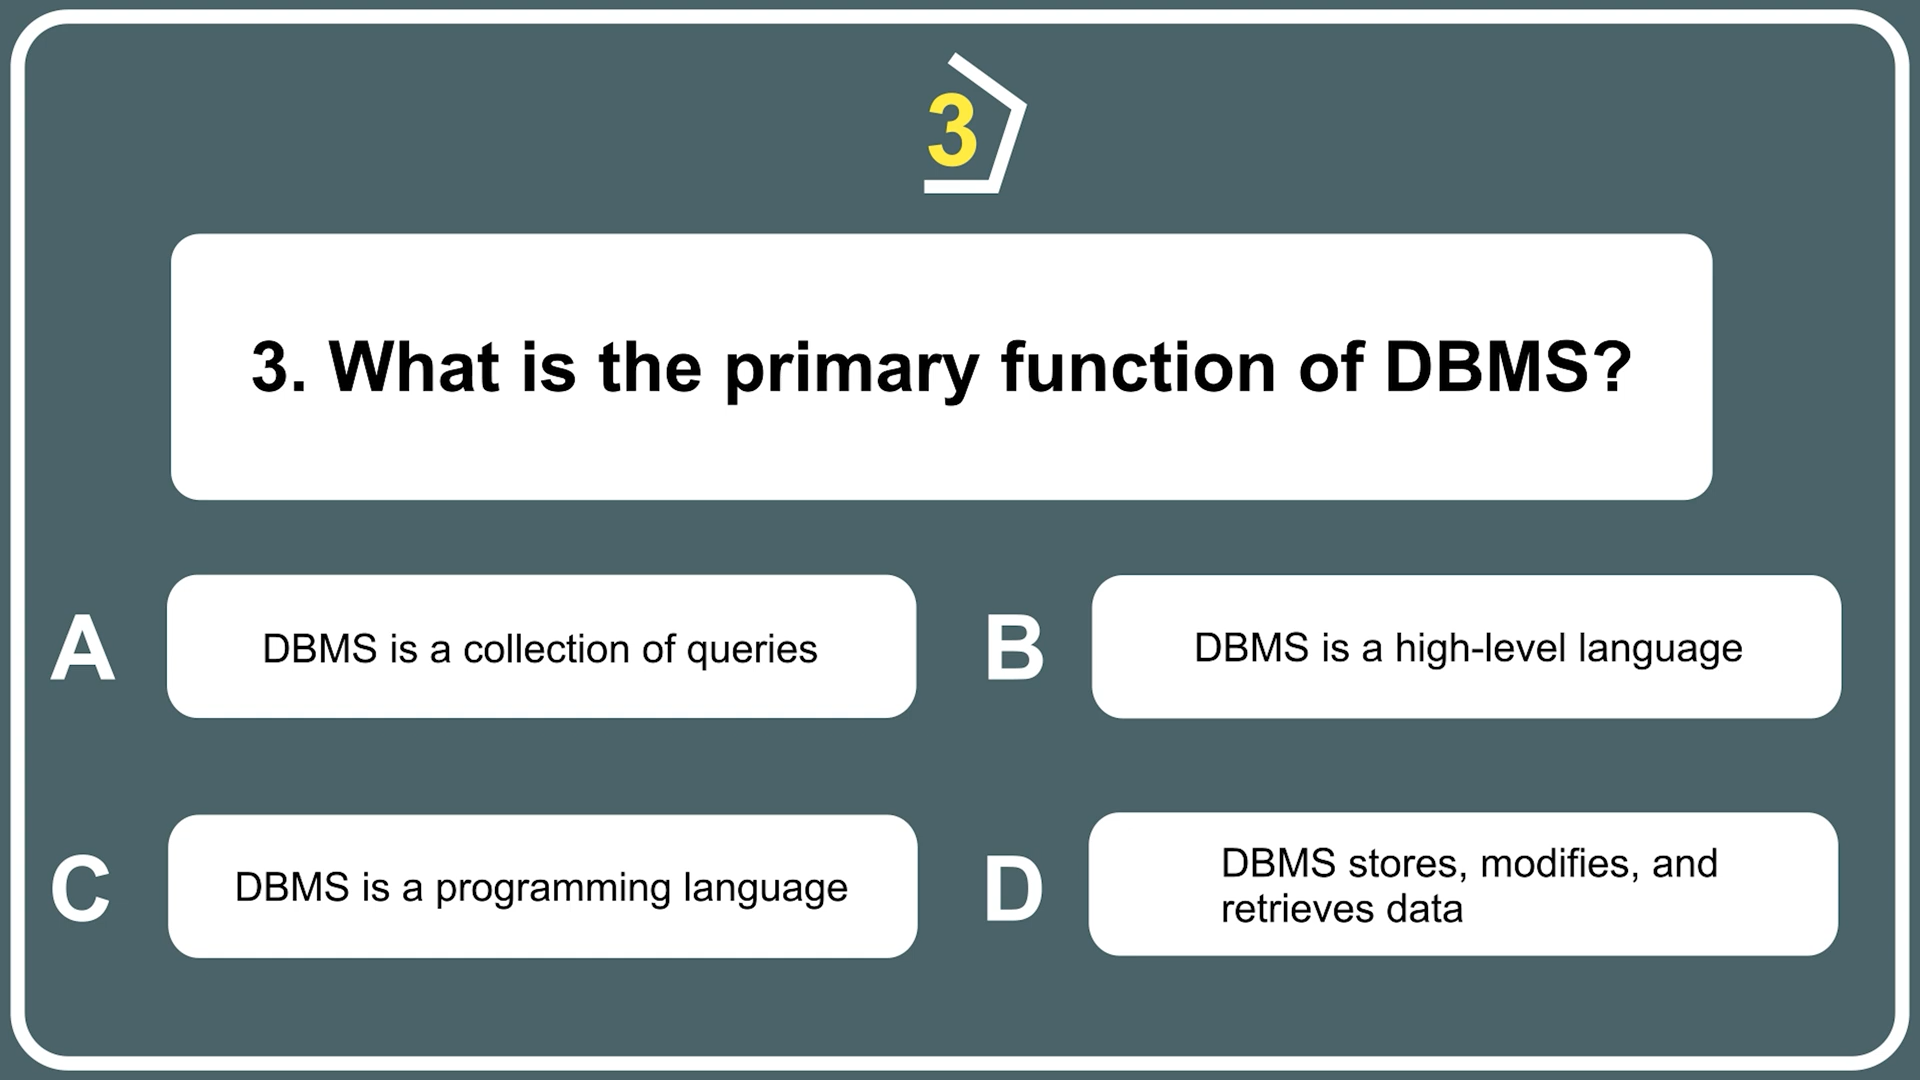 3
3. What is the primary function of DBMS?
A
DBMS is a collection of queries
B
DBMS is a high-level language
C
DBMS is a programming language
D
DBMS stores, modifies, and
retrieves data